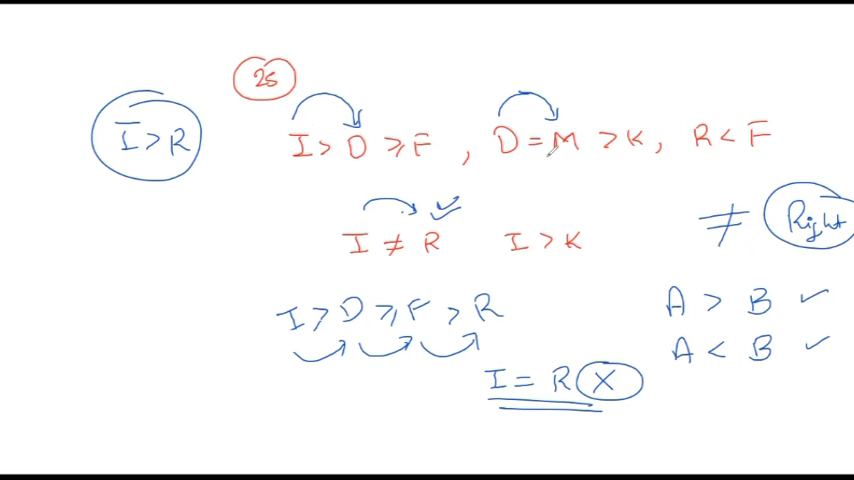 25
I > R
I > D ≥ F , D = M > K , R < F
I ≠ R I > K
≠ Right
I > D ≥ F > R
A > B ✓
A < B ✓
I = R X